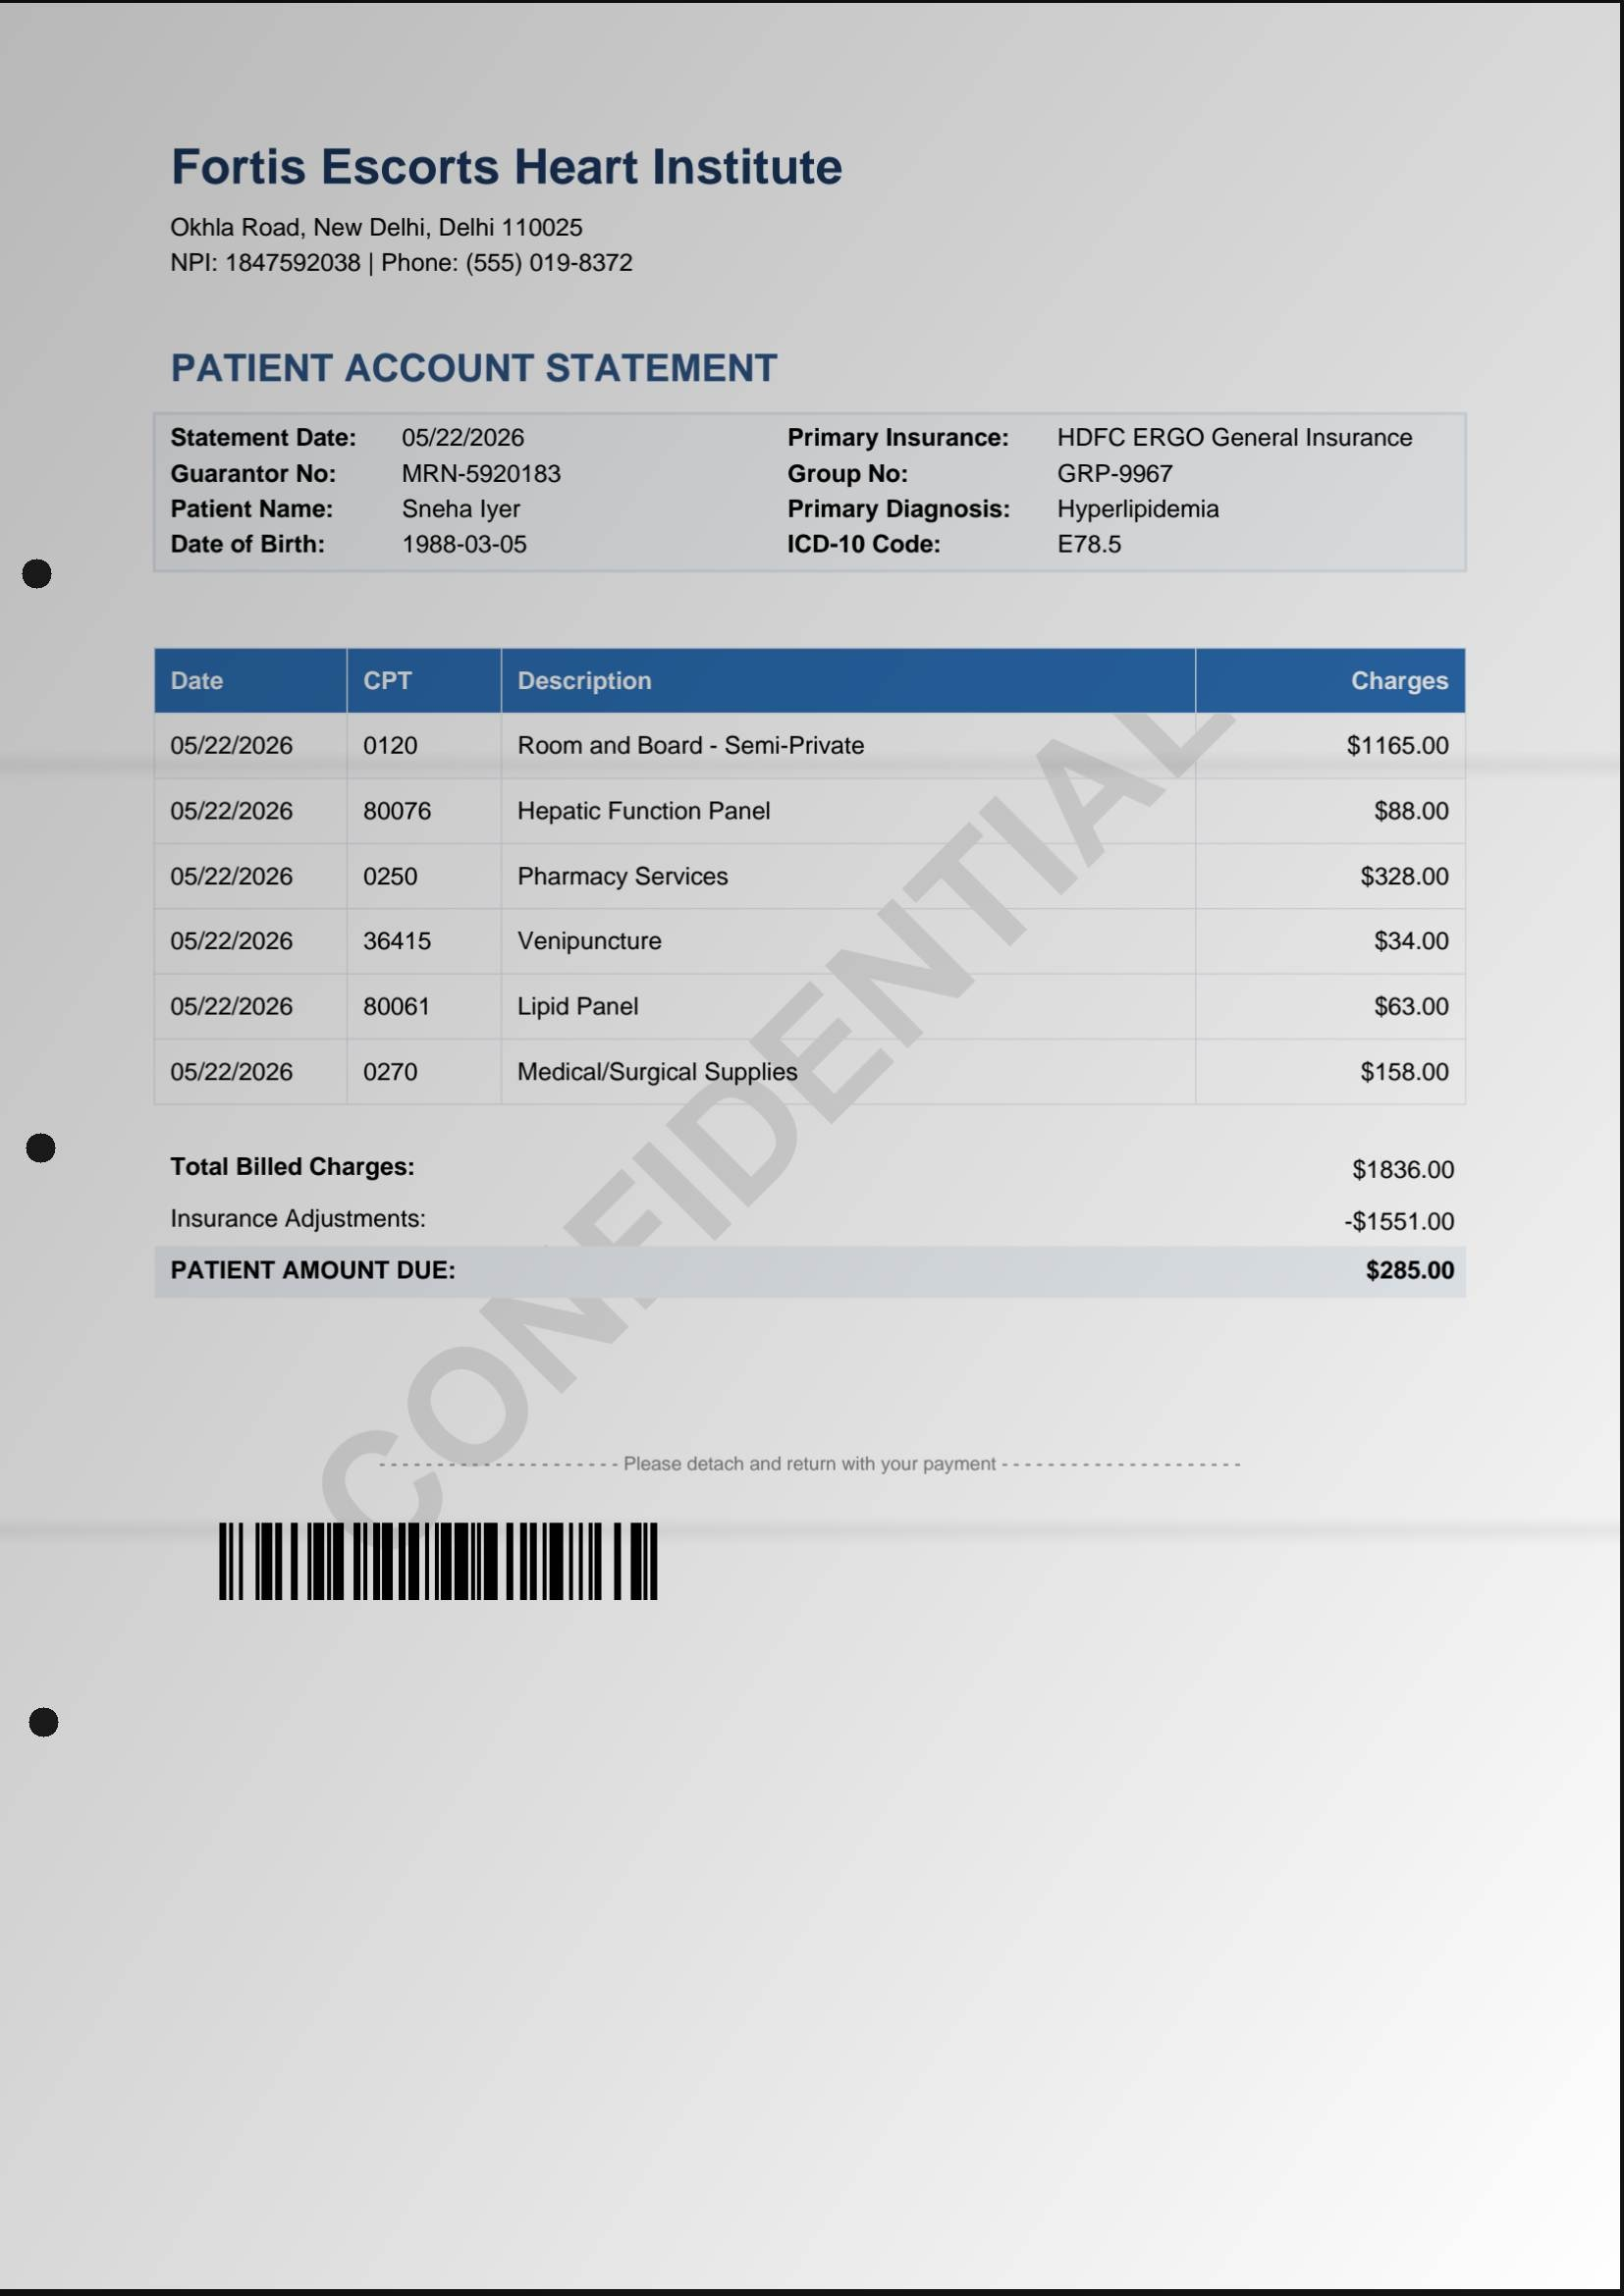 Fortis Escorts Heart Institute
Okhla Road, New Delhi, Delhi 110025
NPI: 1847592038 | Phone: (555) 019-8372
PATIENT ACCOUNT STATEMENT
Statement Date: 05/22/2026 Primary Insurance: HDFC ERGO General Insurance
Guarantor No: MRN-5920183 Group No: GRP-9967
Patient Name: Sneha Iyer Primary Diagnosis: Hyperlipidemia
Date of Birth: 1988-03-05 ICD-10 Code: E78.5
Date CPT Description Charges
05/22/2026 0120 Room and Board - Semi-Private $1165.00
05/22/2026 80076 Hepatic Function Panel $88.00
05/22/2026 0250 Pharmacy Services $328.00
05/22/2026 36415 Venipuncture $34.00
05/22/2026 80061 Lipid Panel $63.00
05/22/2026 0270 Medical/Surgical Supplies $158.00
Total Billed Charges: $1836.00
Insurance Adjustments: -$1551.00
PATIENT AMOUNT DUE: $285.00
- - - - - - - - - - - - - - - - - - - Please detach and return with your payment - - - - - - - - - - - - - - - - - - -
CONFIDENTIAL